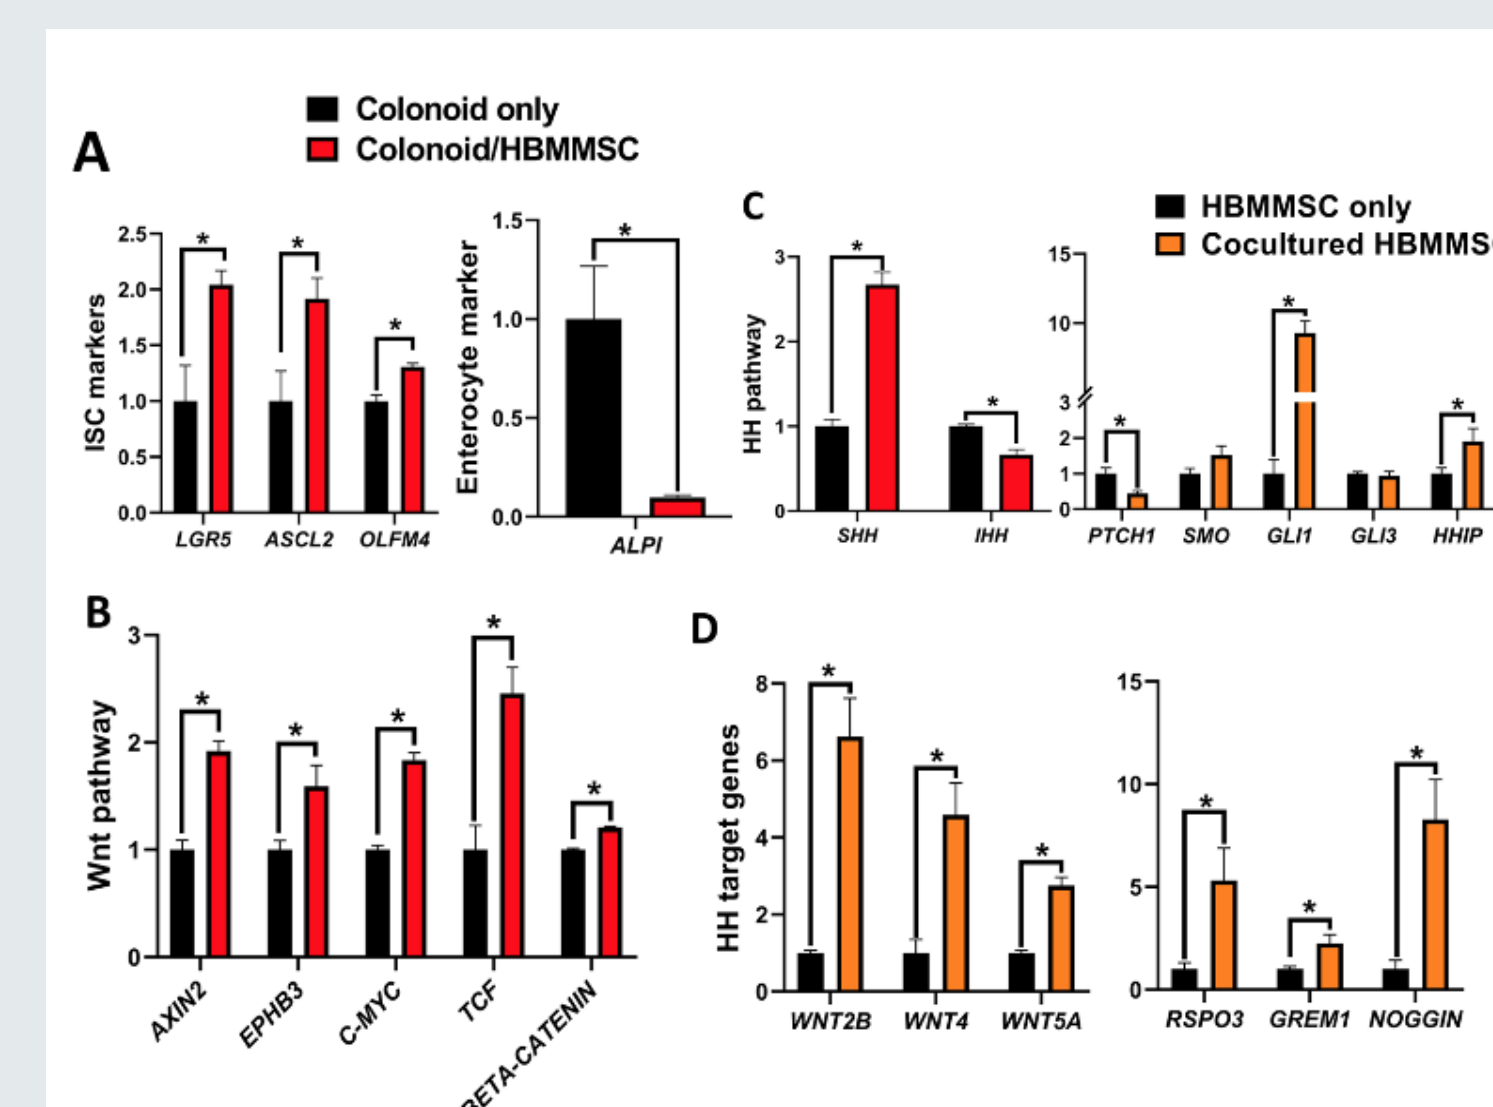 A
Colonoid only
Colonoid/HBMMSC
ISC markers
2.5
2.0
1.5
1.0
0.5
0.0
*
*
*
LGR5 ASCL2 OLFM4
Enterocyte marker
1.5
1.0
0.5
0.0
*
ALPI
C
HBMMSC only
Cocultured HBMMSC
HH pathway
3
2
1
0
*
*
SHH IHH
15
10
3
2
1
0
*
*
*
PTCH1 SMO GLI1 GLI3 HHIP
B
Wnt pathway
3
2
1
0
*
*
*
*
*
AXIN2 EPHB3 C-MYC TCF BETA-CATENIN
D
HH target genes
8
6
4
2
0
*
*
*
WNT2B WNT4 WNT5A
15
10
5
0
*
*
*
RSPO3 GREM1 NOGGIN